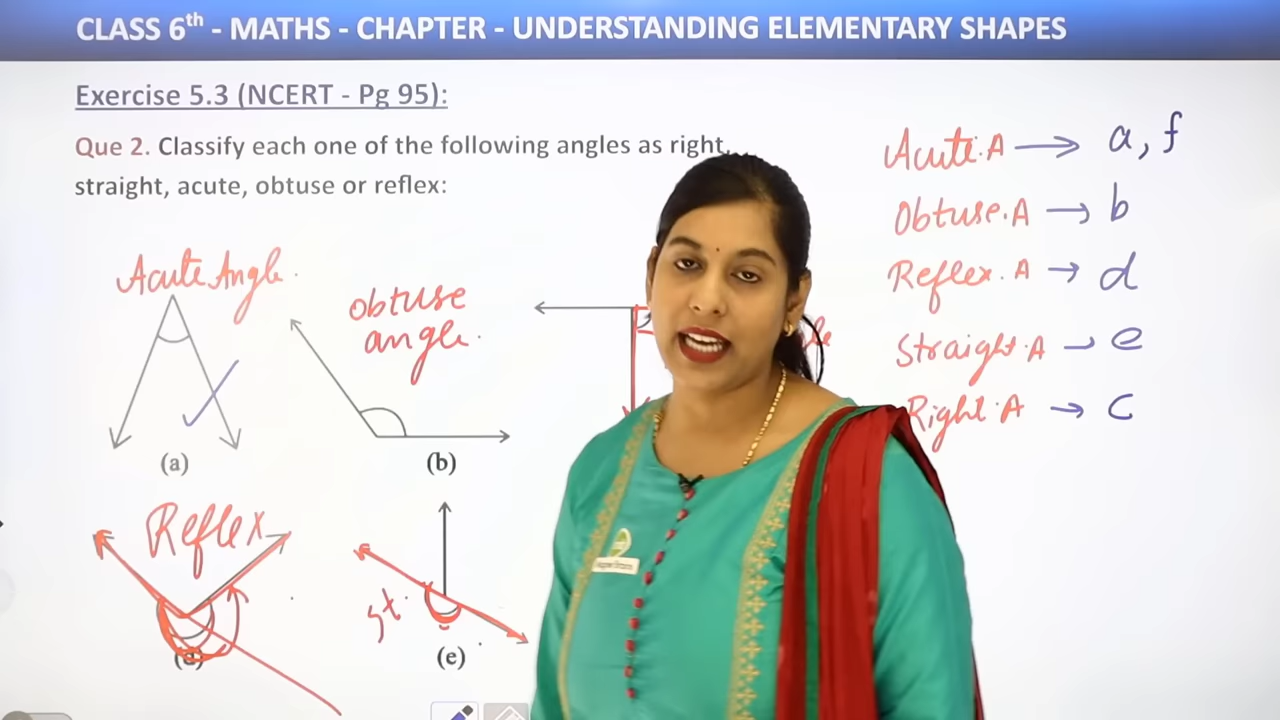 CLASS 6th - MATHS - CHAPTER - UNDERSTANDING ELEMENTARY SHAPES
Exercise 5.3 (NCERT - Pg 95):
Que 2. Classify each one of the following angles as right,
straight, acute, obtuse or reflex:
Acute.A → a, f
Obtuse.A → b
Reflex.A → d
Straight.A → e
Right.A → c
Acute Angle.
obtuse
angle.
(a)
(b)
Reflex
st.
(e)